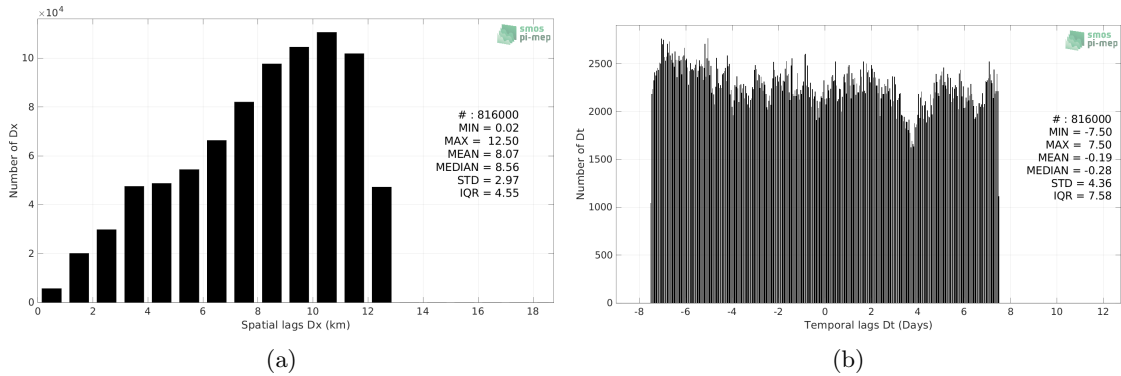 ×10⁴
10
8
6
4
2
0
Number of Dx
0 2 4 6 8 10 12 14 16 18
Spatial lags Dx (km)
smos
pi-mep
# : 816000
MIN = 0.02
MAX = 12.50
MEAN = 8.07
MEDIAN = 8.56
STD = 2.97
IQR = 4.55
(a)
2500
2000
1500
1000
500
0
Number of Dt
-8 -6 -4 -2 0 2 4 6 8 10 12
Temporal lags Dt (Days)
smos
pi-mep
# : 816000
MIN = -7.50
MAX = 7.50
MEAN = -0.19
MEDIAN = -0.28
STD = 4.36
IQR = 7.58
(b)